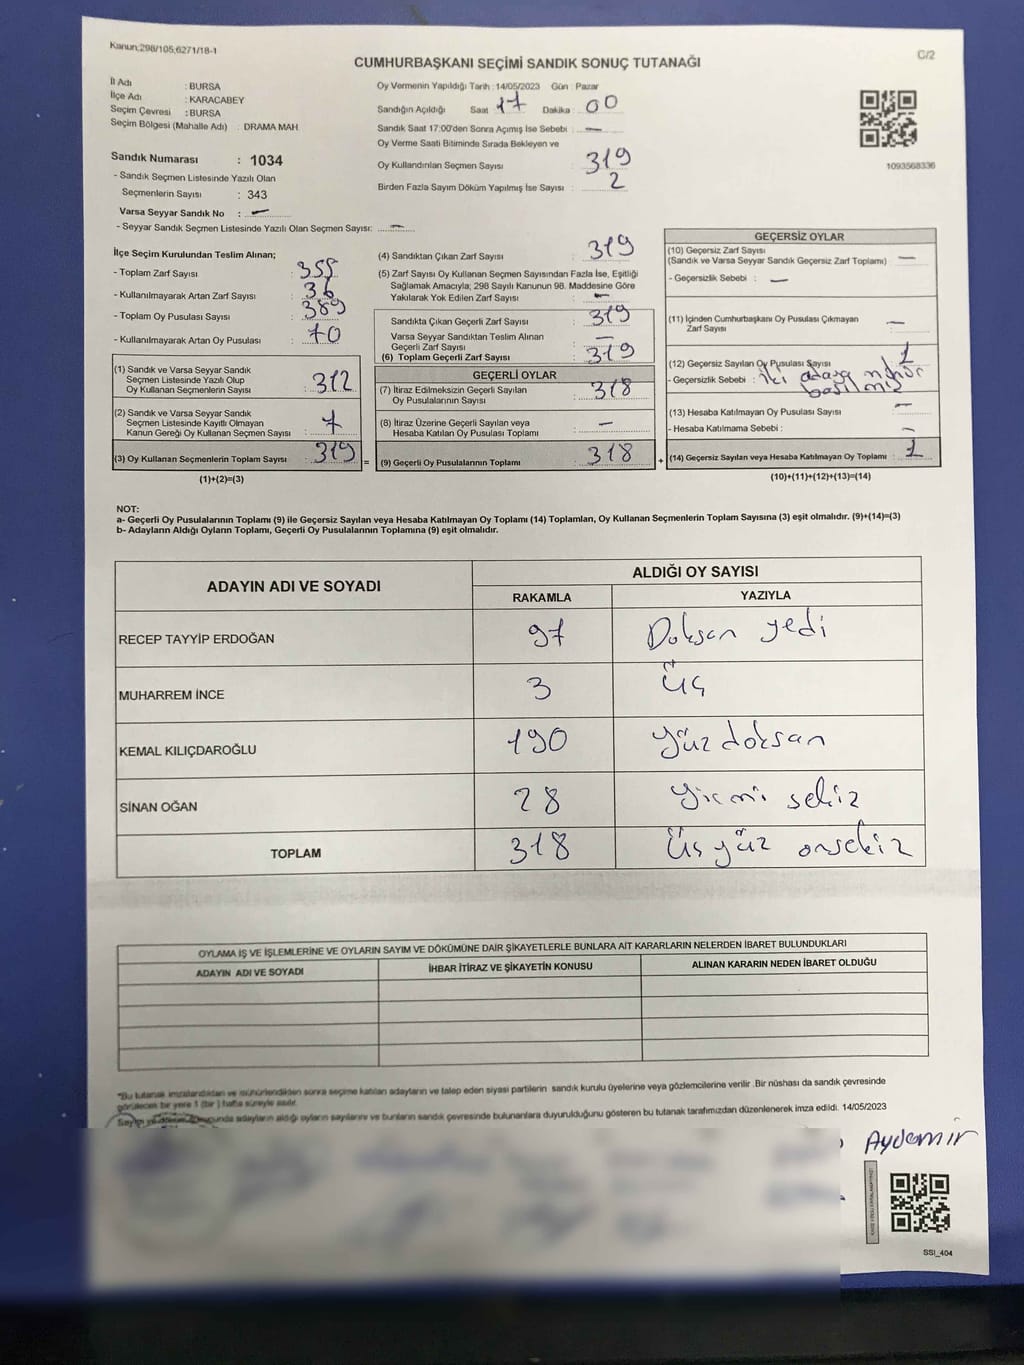 Kanun;298/105;6271/18-1
C/2
CUMHURBAŞKANI SEÇİMİ SANDIK SONUÇ TUTANAĞI
İl Adı : BURSA
İlçe Adı : KARACABEY
Seçim Çevresi : BURSA
Seçim Bölgesi (Mahalle Adı) : DRAMA MAH
Sandık Numarası : 1034
- Sandık Seçmen Listesinde Yazılı Olan
Seçmenlerin Sayısı : 343
Varsa Seyyar Sandık No : —
- Seyyar Sandık Seçmen Listesinde Yazılı Olan Seçmen Sayısı: —
Oy Vermenin Yapıldığı Tarih : 14/05/2023 Gün : Pazar
Sandığın Açıldığı Saat : 17 Dakika : 00
Sandık Saat 17:00'den Sonra Açımış İse Sebebi : —
Oy Verme Saati Bitiminde Sırada Bekleyen ve
Oy Kullandırılan Seçmen Sayısı : 319
Birden Fazla Sayım Döküm Yapılmış İse Sayısı : 2
1093568336
İlçe Seçim Kurulundan Teslim Alınan;
- Toplam Zarf Sayısı : 355
- Kullanılmayarak Artan Zarf Sayısı : 36
- Toplam Oy Pusulası Sayısı : 389
- Kullanılmayarak Artan Oy Pusulası : 70
(1) Sandık ve Varsa Seyyar Sandık
Seçmen Listesinde Yazılı Olup
Oy Kullanan Seçmenlerin Sayısı : 312
(2) Sandık ve Varsa Seyyar Sandık
Seçmen Listesinde Kayıtlı Olmayan
Kanun Gereği Oy Kullanan Seçmen Sayısı : 7
(3) Oy Kullanan Seçmenlerin Toplam Sayısı : 319 =
(1)+(2)=(3)
(4) Sandıktan Çıkan Zarf Sayısı : 319
(5) Zarf Sayısı Oy Kullanan Seçmen Sayısından Fazla İse, Eşitliği
Sağlamak Amacıyla; 298 Sayılı Kanunun 98. Maddesine Göre
Yakılarak Yok Edilen Zarf Sayısı : —
Sandıkta Çıkan Geçerli Zarf Sayısı : 319
Varsa Seyyar Sandıktan Teslim Alınan
Geçerli Zarf Sayısı : —
(6) Toplam Geçerli Zarf Sayısı : 319
GEÇERLİ OYLAR
(7) İtiraz Edilmeksizin Geçerli Sayılan
Oy Pusulalarının Sayısı : 318
(8) İtiraz Üzerine Geçerli Sayılan veya
Hesaba Katılan Oy Pusulası Toplamı : —
(9) Geçerli Oy Pusulalarının Toplamı : 318 +
GEÇERSİZ OYLAR
(10) Geçersiz Zarf Sayısı
(Sandık ve Varsa Seyyar Sandık Geçersiz Zarf Toplamı) : —
- Geçersizlik Sebebi : —
(11) İçinden Cumhurbaşkanı Oy Pusulası Çıkmayan
Zarf Sayısı : —
(12) Geçersiz Sayılan Oy Pusulası Sayısı : 1
- Geçersizlik Sebebi : iki adaya mühür
basılmış
(13) Hesaba Katılmayan Oy Pusulası Sayısı : —
- Hesaba Katılmama Sebebi : —
(14) Geçersiz Sayılan veya Hesaba Katılmayan Oy Toplamı : 1
(10)+(11)+(12)+(13)=(14)
NOT:
a- Geçerli Oy Pusulalarının Toplamı (9) ile Geçersiz Sayılan veya Hesaba Katılmayan Oy Toplamı (14) Toplamları, Oy Kullanan Seçmenlerin Toplam Sayısına (3) eşit olmalıdır. (9)+(14)=(3)
b- Adayların Aldığı Oyların Toplamı, Geçerli Oy Pusulalarının Toplamına (9) eşit olmalıdır.
ADAYIN ADI VE SOYADI
ALDIĞI OY SAYISI
RAKAMLA YAZIYLA
RECEP TAYYİP ERDOĞAN 97 Doksan yedi
MUHARREM İNCE 3 Üç
KEMAL KILIÇDAROĞLU 190 Yüz doksan
SİNAN OĞAN 28 Yirmi sekiz
TOPLAM 318 Üç yüz onsekiz
OYLAMA İŞ VE İŞLEMLERİNE VE OYLARIN SAYIM VE DÖKÜMÜNE DAİR ŞİKAYETLERLE BUNLARA AİT KARARLARIN NELERDEN İBARET BULUNDUKLARI
ADAYIN ADI VE SOYADI İHBAR İTİRAZ VE ŞİKAYETİN KONUSU ALINAN KARARIN NEDEN İBARET OLDUĞU
*Bu tutanak imzalandıktan ve mühürlendikten sonra seçime katılan adayların ve talep eden siyasi partilerin sandık kurulu üyelerine veya gözlemcilerine verilir. Bir nüshası da sandık çevresinde
görülecek bir yere 1 (bir) hafta süreyle asılır.
adayların aldığı oyların sayılarını ve bunların sandık çevresinde bulunanlara duyurulduğunu gösteren bu tutanak tarafımızdan düzenlenerek imza edildi. 14/05/2023
Aydemir
SSI_404